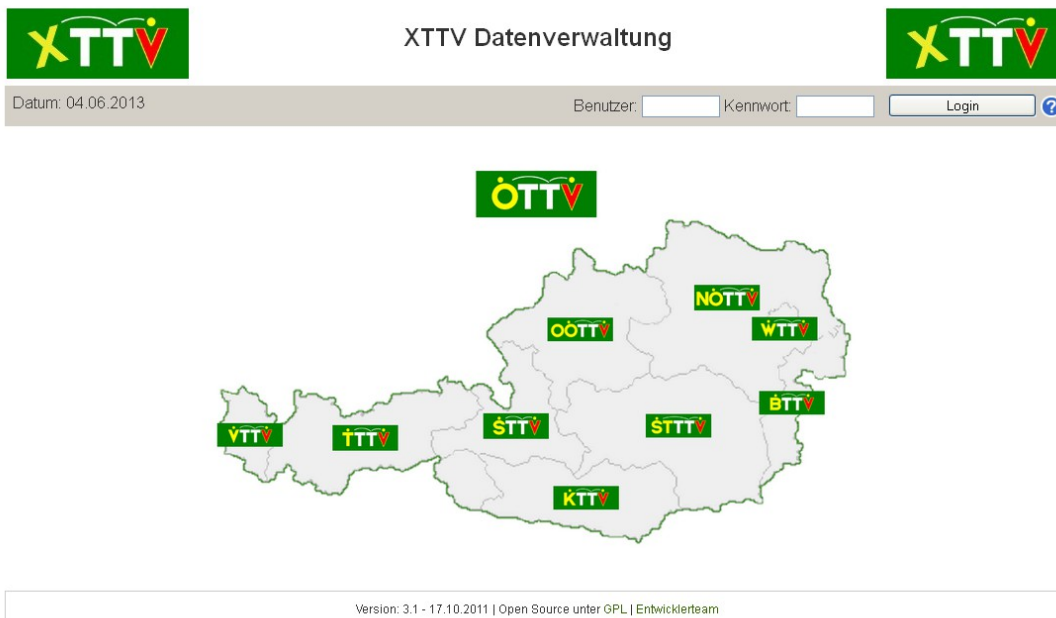 XTTV XTTV Datenverwaltung XTTV
Datum: 04.06.2013 Benutzer: Kennwort: Login ?
ÖTTV
NÖTTV
OÖTTV WTTV
BTTV
VTTV TTTV STTV STTTV
KTTV
Version: 3.1 - 17.10.2011 | Open Source unter GPL | Entwicklerteam